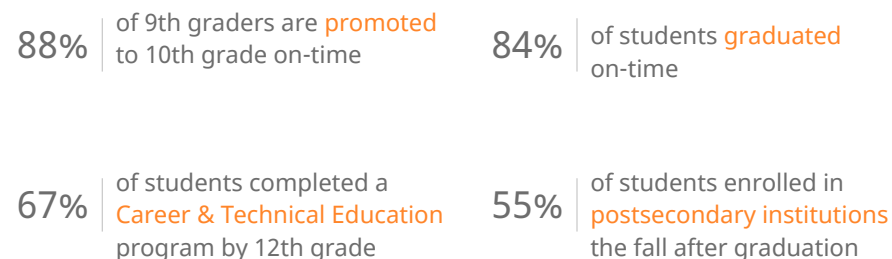 88% of 9th graders are promoted
to 10th grade on-time
84% of students graduated
on-time
67% of students completed a
Career & Technical Education
program by 12th grade
55% of students enrolled in
postsecondary institutions
the fall after graduation